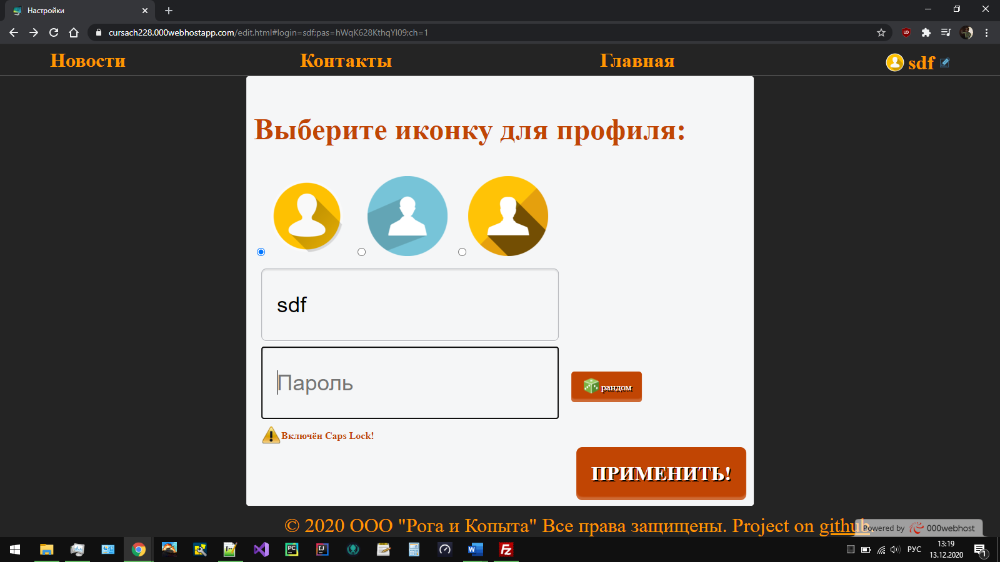 Настройки
cursach228.000webhostapp.com/edit.html#login=sdf;pas=hWqK628KthqYl09;ch=1
Новости
Контакты
Главная
sdf
Выберите иконку для профиля:
sdf
Пароль
рандом
Включён Caps Lock!
ПРИМЕНИТЬ!
© 2020 ООО "Рога и Копыта" Все права защищены. Project on github.
Powered by 000webhost
РУС
13:19
13.12.2020
1